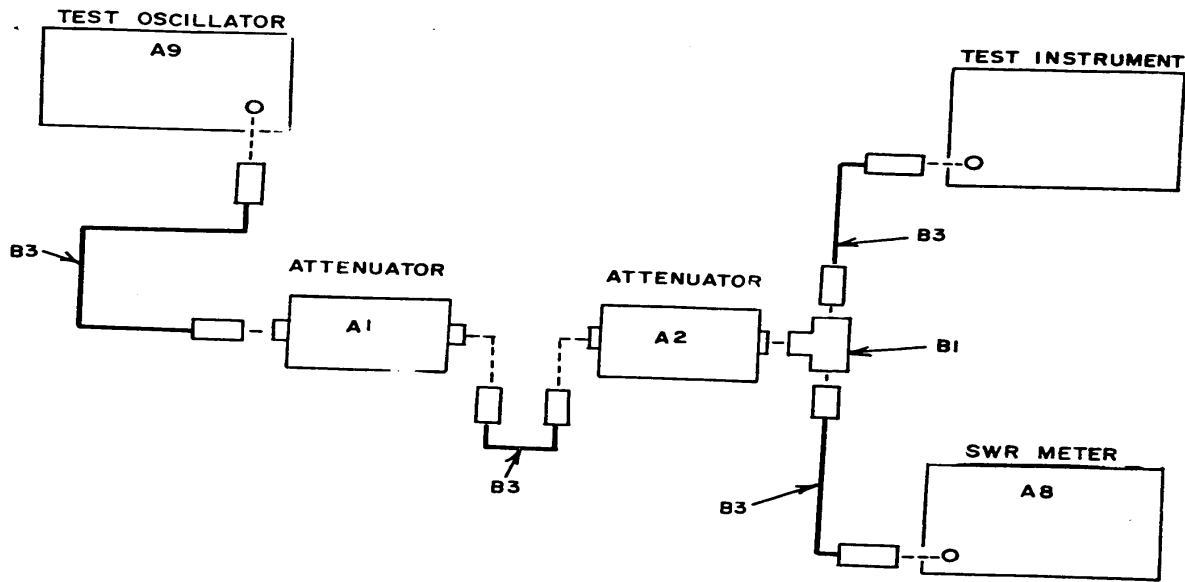 TEST OSCILLATOR
A9
TEST INSTRUMENT
B3
B3
ATTENUATOR
ATTENUATOR
A1
A2
B1
B3
SWR METER
A8
B3